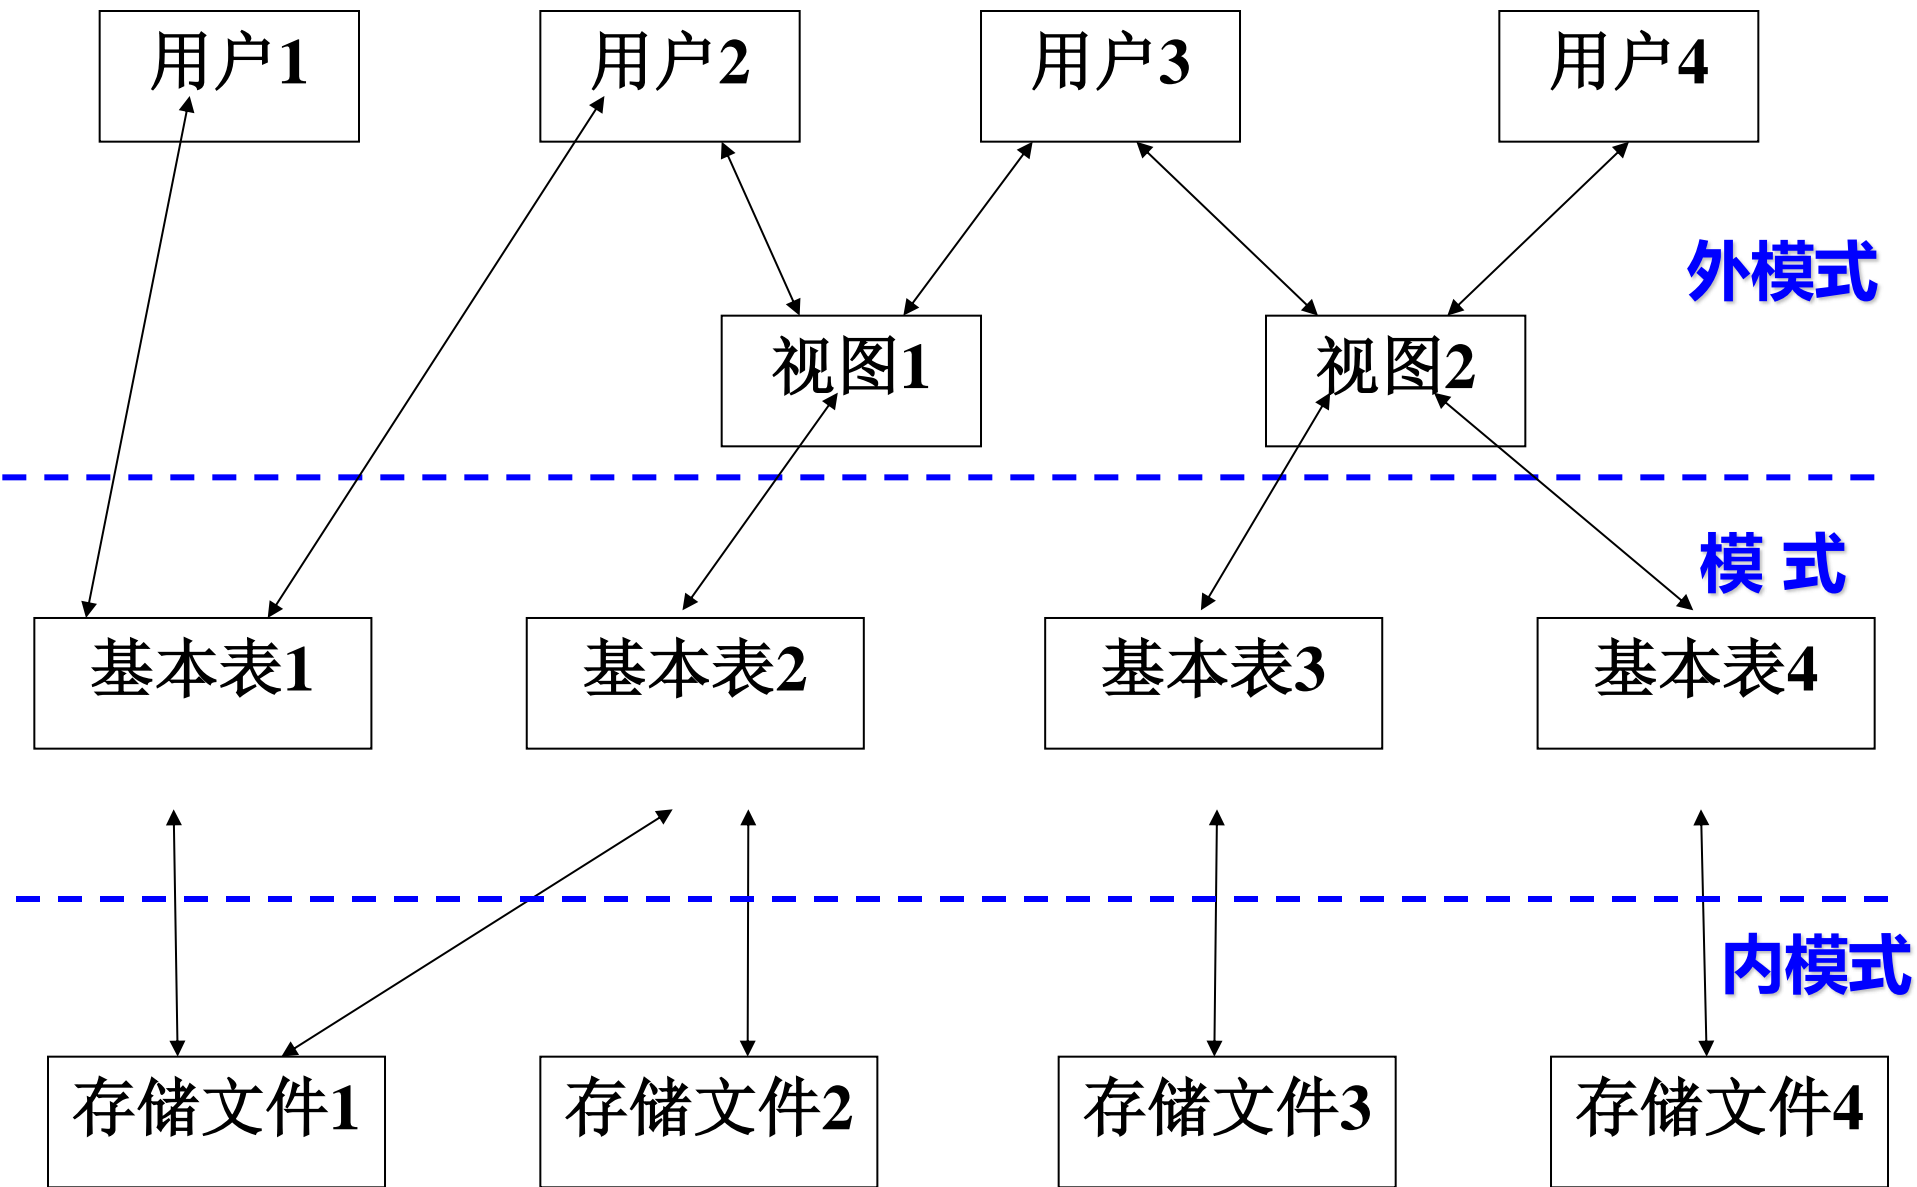 用户1
用户2
用户3
用户4
外模式
视图1
视图2
模 式
基本表1
基本表2
基本表3
基本表4
内模式
存储文件1
存储文件2
存储文件3
存储文件4